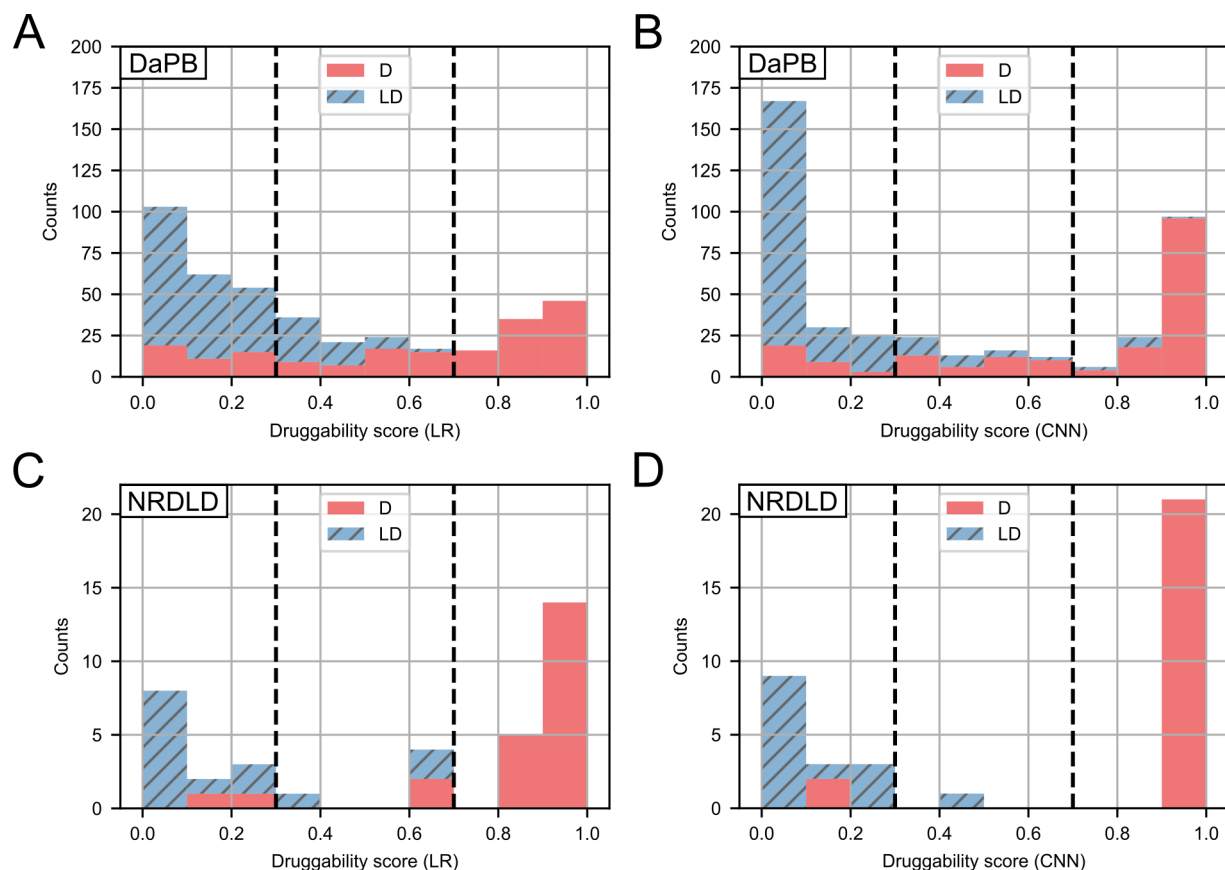 A
DaPB
D
LD
200
175
150
125
100
75
50
25
0
Counts
0.0 0.2 0.4 0.6 0.8 1.0
Druggability score (LR)
B
DaPB
D
LD
200
175
150
125
100
75
50
25
0
Counts
0.0 0.2 0.4 0.6 0.8 1.0
Druggability score (CNN)
C
NRDLD
D
LD
20
15
10
5
0
Counts
0.0 0.2 0.4 0.6 0.8 1.0
Druggability score (LR)
D
NRDLD
D
LD
20
15
10
5
0
Counts
0.0 0.2 0.4 0.6 0.8 1.0
Druggability score (CNN)